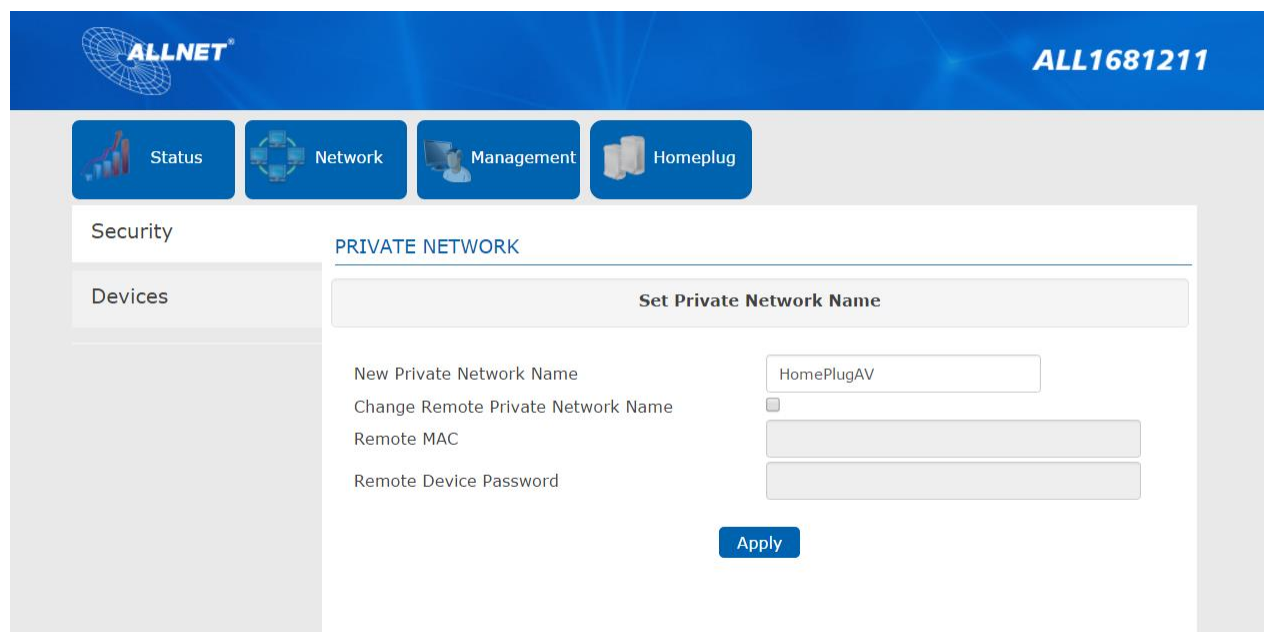 ALLNET®
ALL1681211
Status
Network
Management
Homeplug
Security
Devices
PRIVATE NETWORK
Set Private Network Name
New Private Network Name
HomePlugAV
Change Remote Private Network Name
Remote MAC
Remote Device Password
Apply